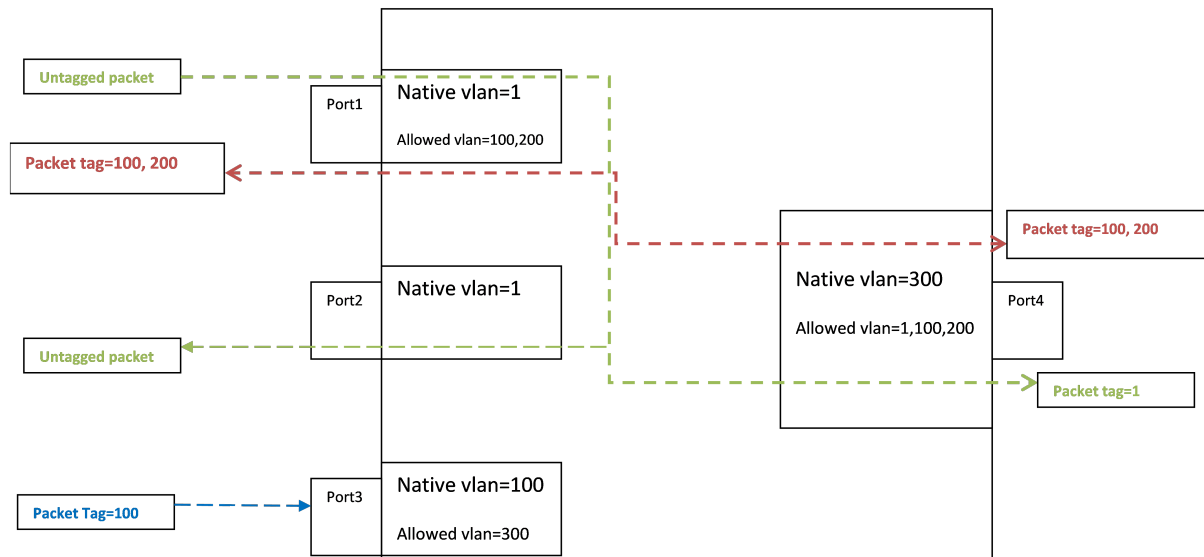 Untagged packet
Port1
Native vlan=1
Allowed vlan=100,200
Packet tag=100, 200
Packet tag=100, 200
Port2
Native vlan=1
Native vlan=300
Allowed vlan=1,100,200
Port4
Untagged packet
Packet tag=1
Port3
Native vlan=100
Allowed vlan=300
Packet Tag=100